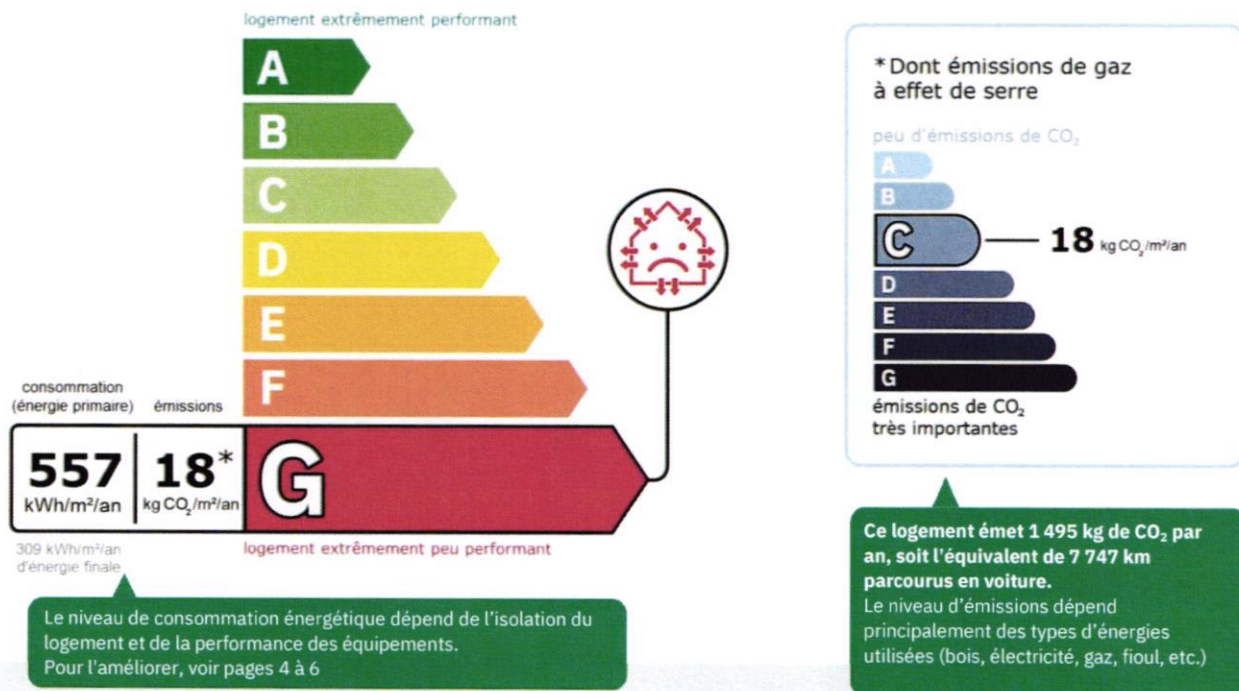 logement extrêmement performant
A
B
C
D
E
F
consommation
(énergie primaire)
émissions
557
kWh/m²/an
18*
kg CO₂/m²/an
G
309 kWh/m²/an
d'énergie finale
logement extrêmement peu performant
Le niveau de consommation énergétique dépend de l'isolation du
logement et de la performance des équipements.
Pour l'améliorer, voir pages 4 à 6
*Dont émissions de gaz
à effet de serre
peu d'émissions de CO₂
A
B
C
18 kg CO₂/m²/an
D
E
F
G
émissions de CO₂
très importantes
Ce logement émet 1 495 kg de CO₂ par
an, soit l'équivalent de 7 747 km
parcourus en voiture.
Le niveau d'émissions dépend
principalement des types d'énergies
utilisées (bois, électricité, gaz, fioul, etc.)